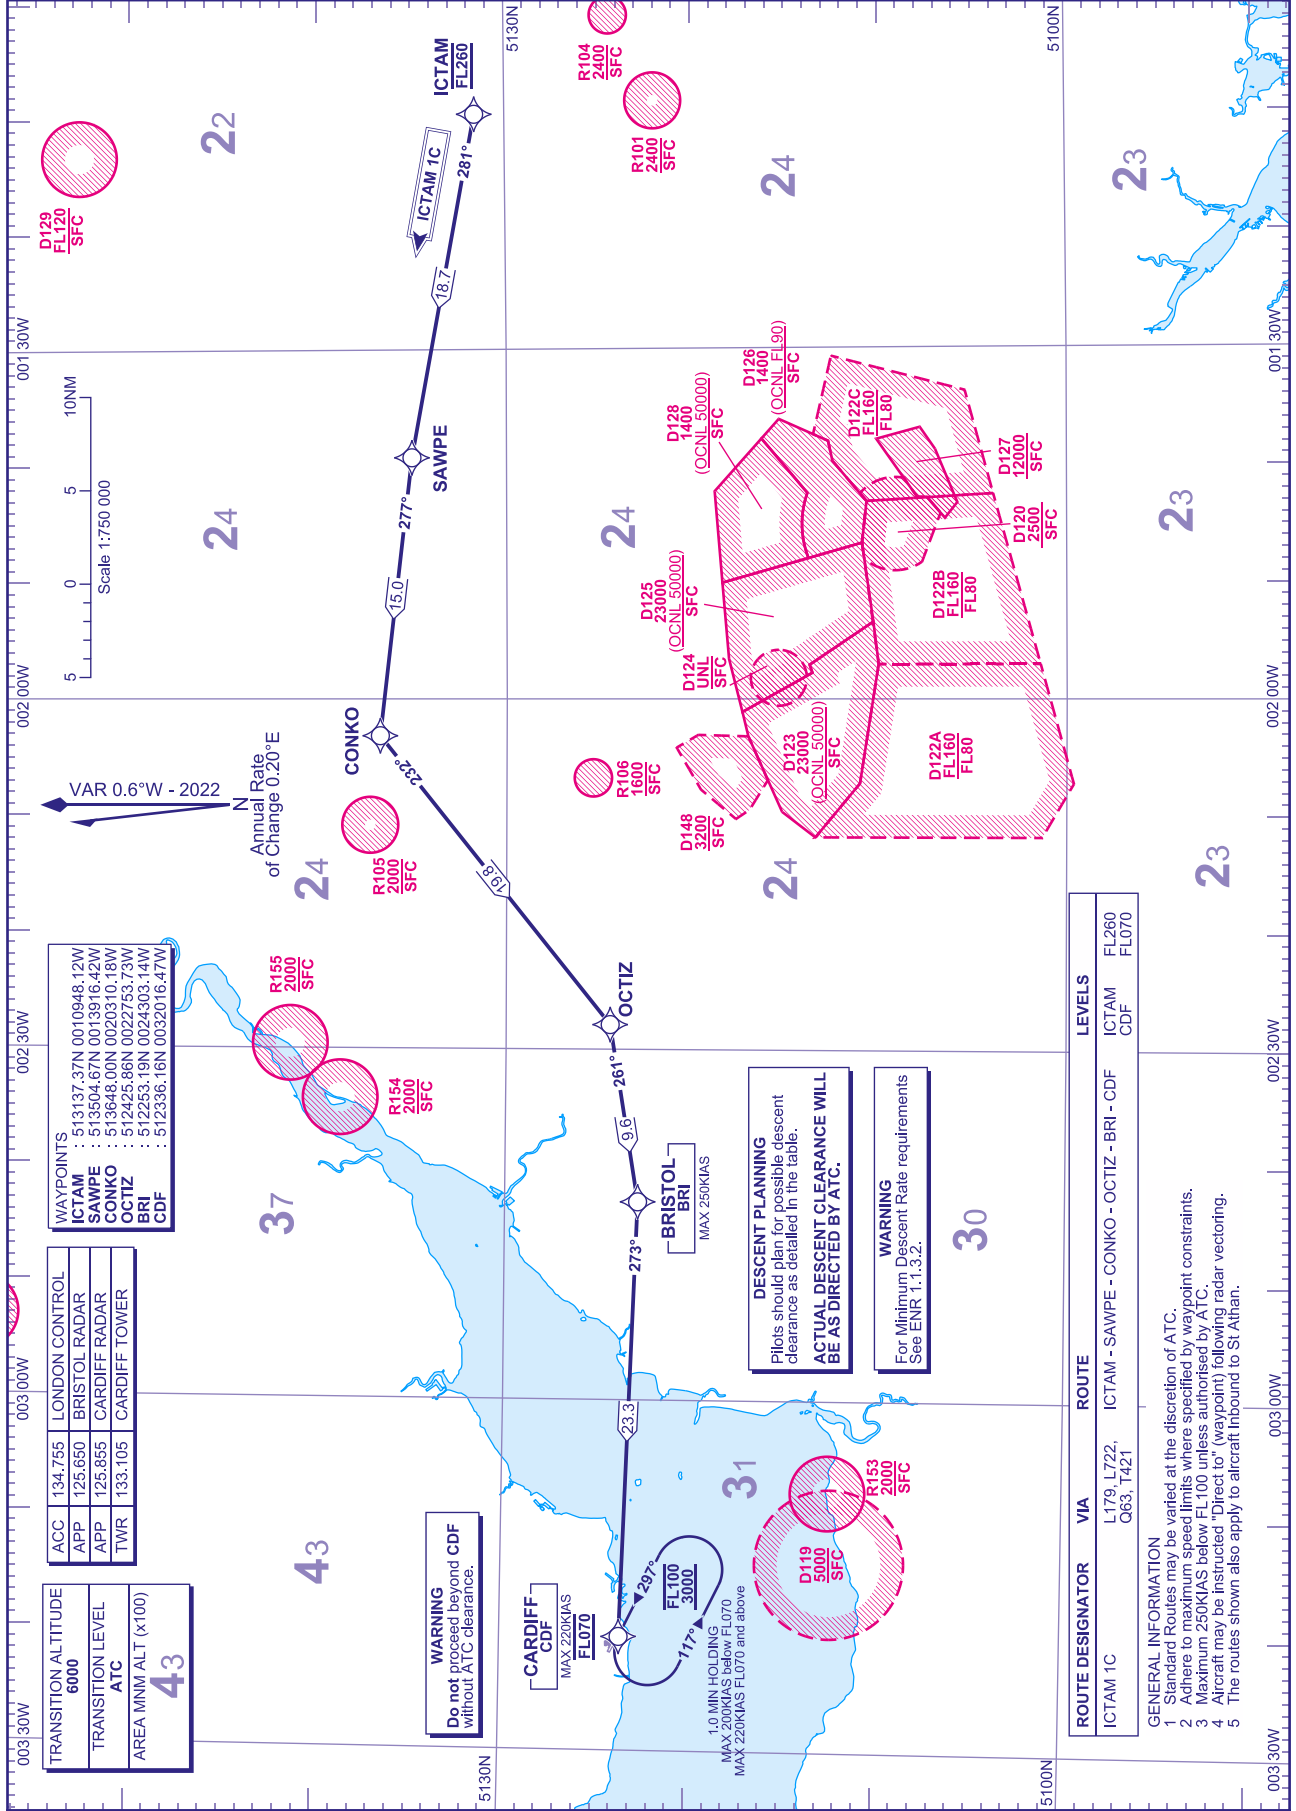 TRANSITION ALTITUDE
6000
TRANSITION LEVEL
ATC
AREA MNM ALT (x100)
43
ACC 134.755 LONDON CONTROL
APP 125.650 BRISTOL RADAR
APP 125.855 CARDIFF RADAR
TWR 133.105 CARDIFF TOWER
WAYPOINTS
ICTAM : 513137.37N 0010948.12W
SAWPE : 513504.67N 0013916.42W
CONKO : 513648.00N 0020310.18W
OCTIZ : 512425.86N 0022753.73W
BRI : 512253.19N 0024303.14W
CDF : 512336.16N 0032016.47W
VAR 0.6°W - 2022
N
Annual Rate
of Change 0.20°E
5 0 5 10NM
Scale 1:750 000
003 30W
003 00W
002 30W
002 00W
001 30W
D129
FL120
SFC
22
24
24
37
43
R155
2000
SFC
R154
2000
SFC
R105
2000
SFC
CONKO
232°
15.0
277°
SAWPE
18.7
ICTAM 1C
281°
ICTAM
FL260
5130N
5130N
19.8
OCTIZ
261°
9.6
BRISTOL
BRI
MAX 250KIAS
273°
23.3
WARNING
Do not proceed beyond CDF
without ATC clearance.
CARDIFF
CDF
MAX 220KIAS
FL070
297°
FL100
3000
117°
1.0 MIN HOLDING
MAX 200KIAS below FL070
MAX 220KIAS FL070 and above
31
D119
5000
SFC
R153
2000
SFC
DESCENT PLANNING
Pilots should plan for possible descent
clearance as detailed in the table.
ACTUAL DESCENT CLEARANCE WILL
BE AS DIRECTED BY ATC.
WARNING
For Minimum Descent Rate requirements
See ENR 1.1.3.2.
30
R106
1600
SFC
D148
3200
SFC
24
D124
UNL
SFC
D125
23000
(OCNL 50000)
SFC
24
D128
1400
(OCNL 50000)
SFC
D126
1400
(OCNL FL90)
SFC
D123
23000
(OCNL 50000)
SFC
D122A
FL160
FL80
D122B
FL160
FL80
D122C
FL160
FL80
D120
2500
SFC
D127
12000
SFC
R104
2400
SFC
R101
2400
SFC
24
23
23
23
5100N
5100N
ROUTE DESIGNATOR VIA ROUTE LEVELS
ICTAM 1C L179, L722, ICTAM - SAWPE - CONKO - OCTIZ - BRI - CDF ICTAM FL260
Q63, T421 CDF FL070
GENERAL INFORMATION
1 Standard Routes may be varied at the discretion of ATC.
2 Adhere to maximum speed limits where specified by waypoint constraints.
3 Maximum 250KIAS below FL100 unless authorised by ATC.
4 Aircraft may be instructed "Direct to" (waypoint) following radar vectoring.
5 The routes shown also apply to aircraft inbound to St Athan.
003 30W
003 00W
002 30W
002 00W
001 30W